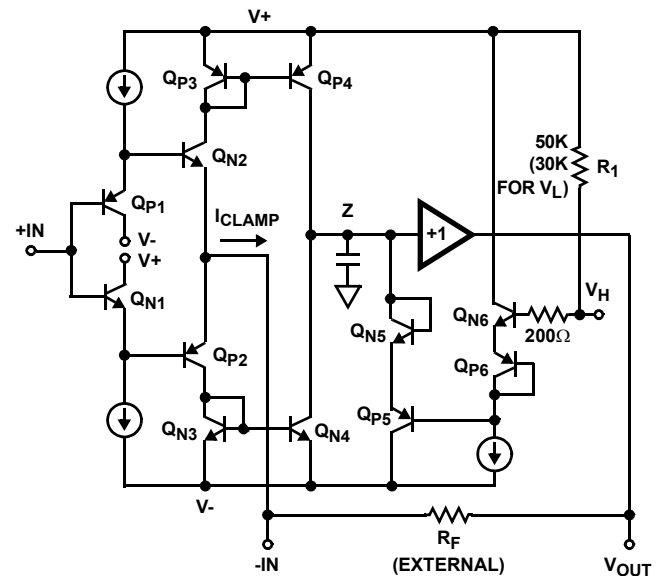 V+
QP3
QP4
50K
(30K
FOR VL)
R1
QN2
QP1
ICLAMP
Z
+IN
V-
V+
+1
VH
QN1
QN5
QN6
200Ω
QP2
QP6
QP5
QN3
QN4
V-
RF
-IN
(EXTERNAL)
VOUT